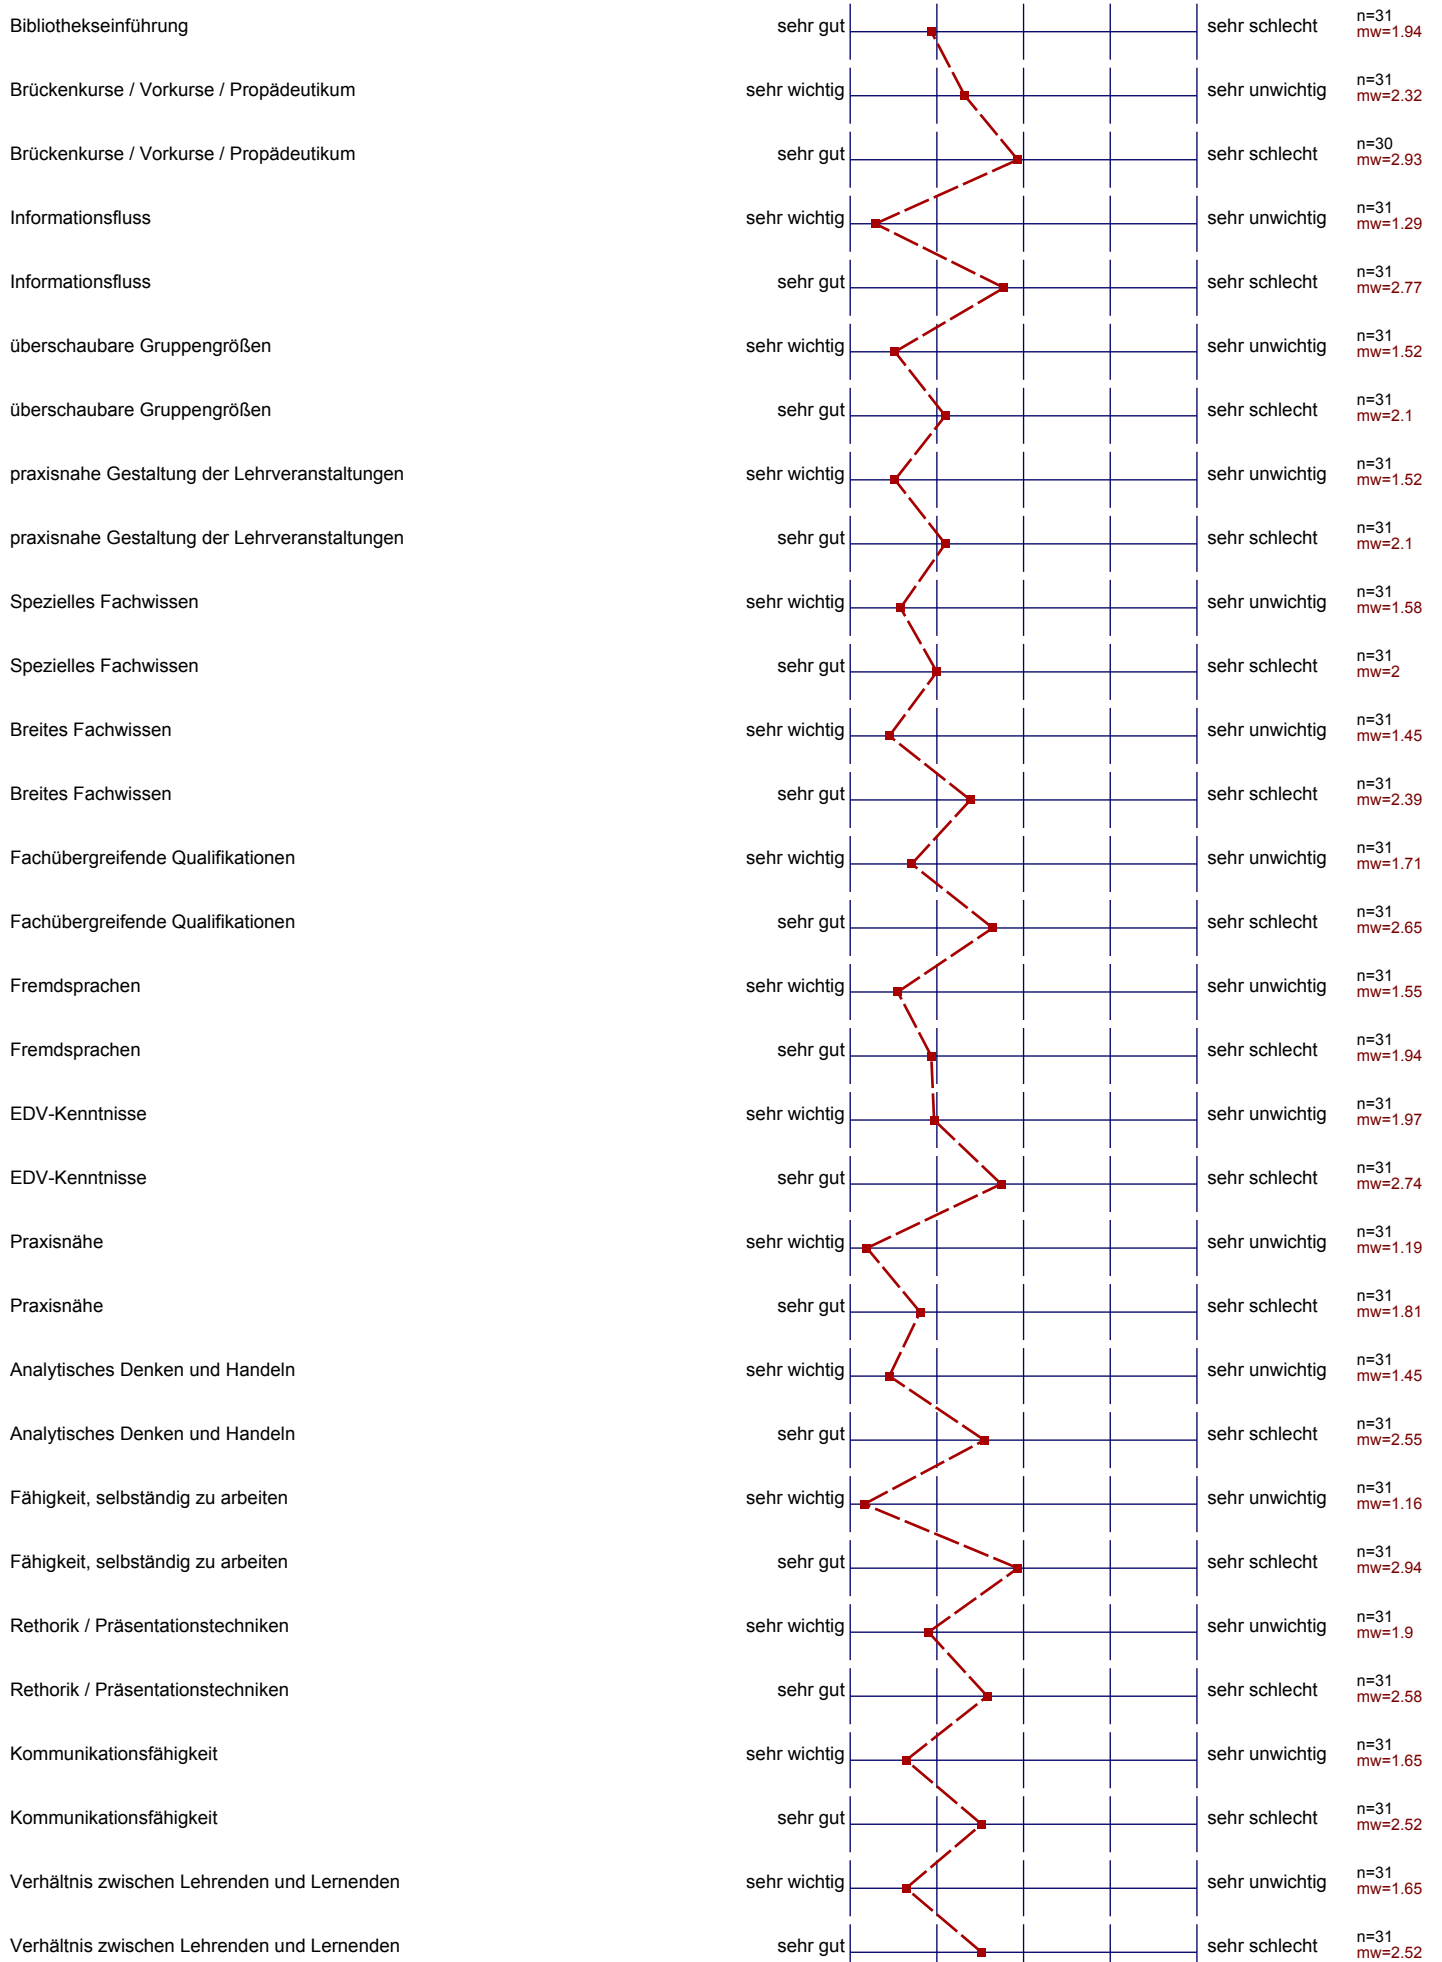 Bibliothekseinführung sehr gut sehr schlecht n=31
mw=1.94
Brückenkurse / Vorkurse / Propädeutikum sehr wichtig sehr unwichtig n=31
mw=2.32
Brückenkurse / Vorkurse / Propädeutikum sehr gut sehr schlecht n=30
mw=2.93
Informationsfluss sehr wichtig sehr unwichtig n=31
mw=1.29
Informationsfluss sehr gut sehr schlecht n=31
mw=2.77
überschaubare Gruppengrößen sehr wichtig sehr unwichtig n=31
mw=1.52
überschaubare Gruppengrößen sehr gut sehr schlecht n=31
mw=2.1
praxisnahe Gestaltung der Lehrveranstaltungen sehr wichtig sehr unwichtig n=31
mw=1.52
praxisnahe Gestaltung der Lehrveranstaltungen sehr gut sehr schlecht n=31
mw=2.1
Spezielles Fachwissen sehr wichtig sehr unwichtig n=31
mw=1.58
Spezielles Fachwissen sehr gut sehr schlecht n=31
mw=2
Breites Fachwissen sehr wichtig sehr unwichtig n=31
mw=1.45
Breites Fachwissen sehr gut sehr schlecht n=31
mw=2.39
Fachübergreifende Qualifikationen sehr wichtig sehr unwichtig n=31
mw=1.71
Fachübergreifende Qualifikationen sehr gut sehr schlecht n=31
mw=2.65
Fremdsprachen sehr wichtig sehr unwichtig n=31
mw=1.55
Fremdsprachen sehr gut sehr schlecht n=31
mw=1.94
EDV-Kenntnisse sehr wichtig sehr unwichtig n=31
mw=1.97
EDV-Kenntnisse sehr gut sehr schlecht n=31
mw=2.74
Praxisnähe sehr wichtig sehr unwichtig n=31
mw=1.19
Praxisnähe sehr gut sehr schlecht n=31
mw=1.81
Analytisches Denken und Handeln sehr wichtig sehr unwichtig n=31
mw=1.45
Analytisches Denken und Handeln sehr gut sehr schlecht n=31
mw=2.55
Fähigkeit, selbständig zu arbeiten sehr wichtig sehr unwichtig n=31
mw=1.16
Fähigkeit, selbständig zu arbeiten sehr gut sehr schlecht n=31
mw=2.94
Rethorik / Präsentationstechniken sehr wichtig sehr unwichtig n=31
mw=1.9
Rethorik / Präsentationstechniken sehr gut sehr schlecht n=31
mw=2.58
Kommunikationsfähigkeit sehr wichtig sehr unwichtig n=31
mw=1.65
Kommunikationsfähigkeit sehr gut sehr schlecht n=31
mw=2.52
Verhältnis zwischen Lehrenden und Lernenden sehr wichtig sehr unwichtig n=31
mw=1.65
Verhältnis zwischen Lehrenden und Lernenden sehr gut sehr schlecht n=31
mw=2.52